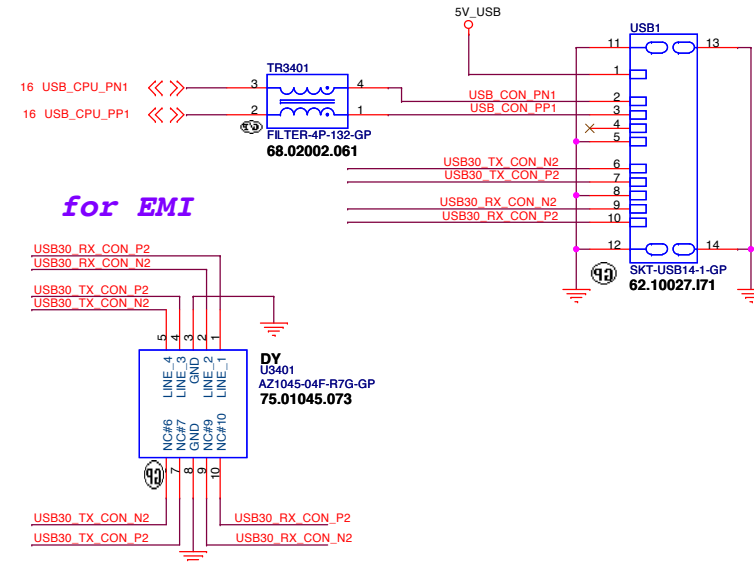 5V_USB
USB1
11
13
1
TR3401
3
4
16 USB_CPU_PN1
USB_CON_PN1
2
2
1
16 USB_CPU_PP1
USB_CON_PP1
3
4
5
FILTER-4P-132-GP
68.02002.061
USB30_TX_CON_N2
6
USB30_TX_CON_P2
7
8
USB30_RX_CON_N2
9
USB30_RX_CON_P2
10
for EMI
12
14
SKT-USB14-1-GP
62.10027.I71
USB30_RX_CON_P2
USB30_RX_CON_N2
USB30_TX_CON_P2
USB30_TX_CON_N2
5 4 3 2 1
LINE_4 LINE_3 GND LINE_2 LINE_1
DY
U3401
AZ1045-04F-R7G-GP
75.01045.073
NC#6 NC#7 GND NC#9 NC#10
6 7 8 9 10
USB30_TX_CON_N2
USB30_RX_CON_P2
USB30_TX_CON_P2
USB30_RX_CON_N2